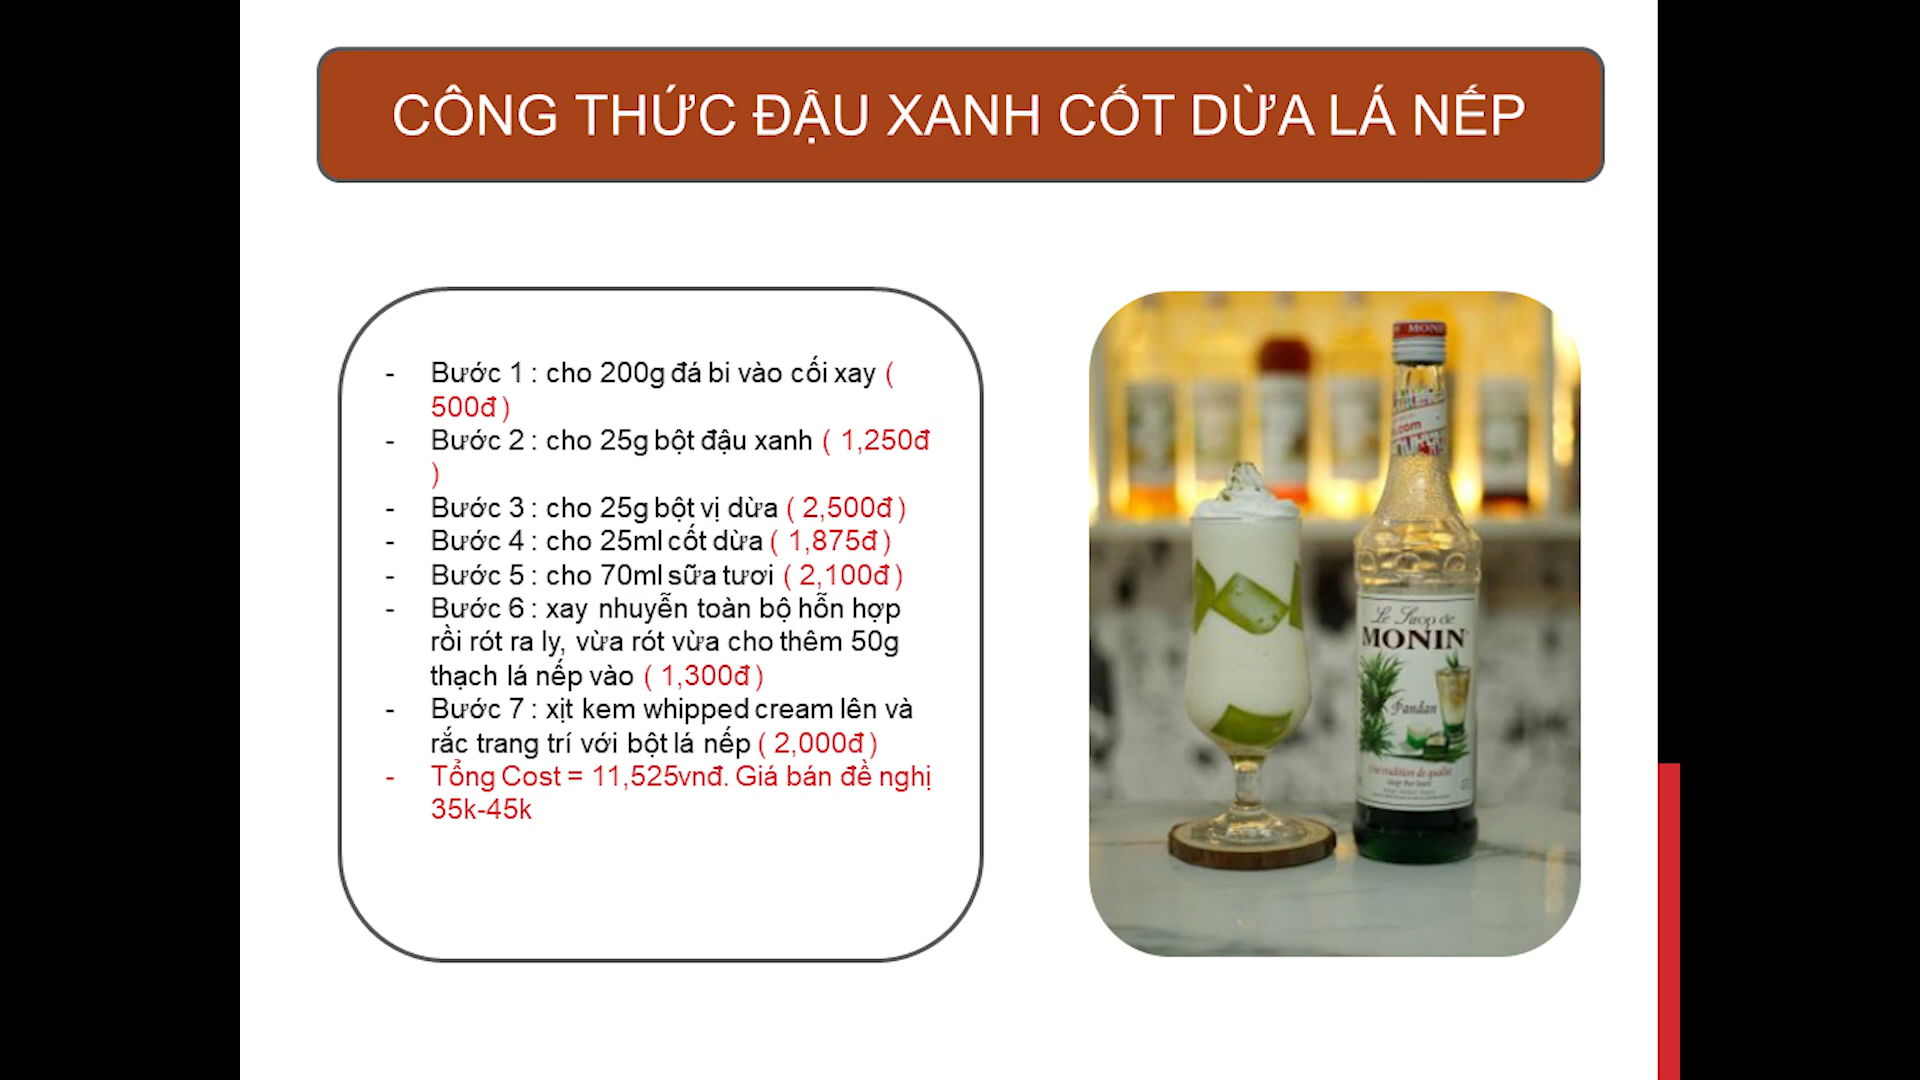 CÔNG THỨC ĐẬU XANH CỐT DỪA LÁ NẾP
- Bước 1 : cho 200g đá bi vào cối xay (
500đ )
- Bước 2 : cho 25g bột đậu xanh ( 1,250đ
)
- Bước 3 : cho 25g bột vị dừa ( 2,500đ )
- Bước 4 : cho 25ml cốt dừa ( 1,875đ )
- Bước 5 : cho 70ml sữa tươi ( 2,100đ )
- Bước 6 : xay nhuyễn toàn bộ hỗn hợp
rồi rót ra ly, vừa rót vừa cho thêm 50g
thạch lá nếp vào ( 1,300đ )
- Bước 7 : xịt kem whipped cream lên và
rắc trang trí với bột lá nếp ( 2,000đ )
- Tổng Cost = 11,525vnđ. Giá bán đề nghị
35k-45k
MONIN
.com
Le Sirop de
MONIN
Pandan
Une tradition de qualité